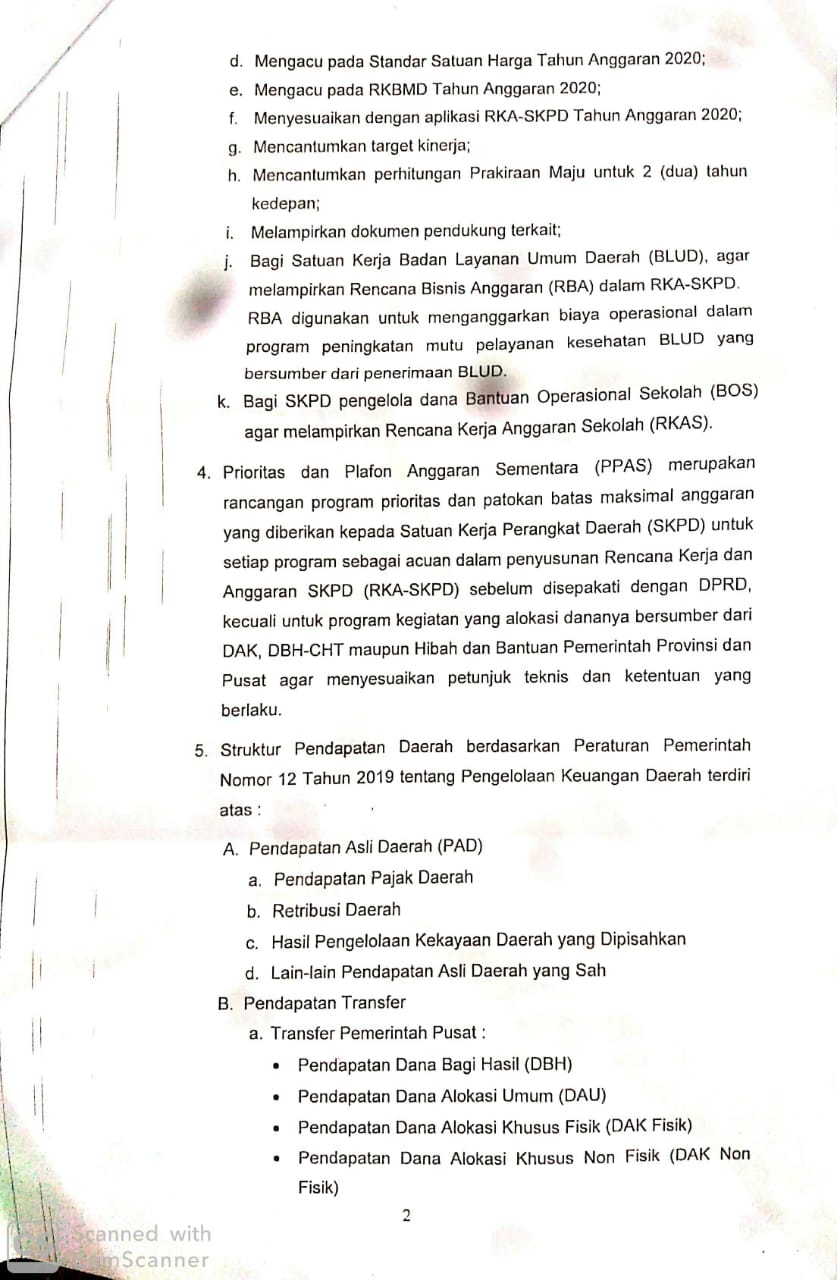 d. Mengacu pada Standar Satuan Harga Tahun Anggaran 2020;
e. Mengacu pada RKBMD Tahun Anggaran 2020;
f. Menyesuaikan dengan aplikasi RKA-SKPD Tahun Anggaran 2020;
g. Mencantumkan target kinerja;
h. Mencantumkan perhitungan Prakiraan Maju untuk 2 (dua) tahun
kedepan;
i. Melampirkan dokumen pendukung terkait;
j. Bagi Satuan Kerja Badan Layanan Umum Daerah (BLUD), agar
melampirkan Rencana Bisnis Anggaran (RBA) dalam RKA-SKPD.
RBA digunakan untuk menganggarkan biaya operasional dalam
program peningkatan mutu pelayanan kesehatan BLUD yang
bersumber dari penerimaan BLUD.
k. Bagi SKPD pengelola dana Bantuan Operasional Sekolah (BOS)
agar melampirkan Rencana Kerja Anggaran Sekolah (RKAS).
4. Prioritas dan Plafon Anggaran Sementara (PPAS) merupakan
rancangan program prioritas dan patokan batas maksimal anggaran
yang diberikan kepada Satuan Kerja Perangkat Daerah (SKPD) untuk
setiap program sebagai acuan dalam penyusunan Rencana Kerja dan
Anggaran SKPD (RKA-SKPD) sebelum disepakati dengan DPRD,
kecuali untuk program kegiatan yang alokasi dananya bersumber dari
DAK, DBH-CHT maupun Hibah dan Bantuan Pemerintah Provinsi dan
Pusat agar menyesuaikan petunjuk teknis dan ketentuan yang
berlaku.
5. Struktur Pendapatan Daerah berdasarkan Peraturan Pemerintah
Nomor 12 Tahun 2019 tentang Pengelolaan Keuangan Daerah terdiri
atas :
A. Pendapatan Asli Daerah (PAD)
a. Pendapatan Pajak Daerah
b. Retribusi Daerah
c. Hasil Pengelolaan Kekayaan Daerah yang Dipisahkan
d. Lain-lain Pendapatan Asli Daerah yang Sah
B. Pendapatan Transfer
a. Transfer Pemerintah Pusat :
• Pendapatan Dana Bagi Hasil (DBH)
• Pendapatan Dana Alokasi Umum (DAU)
• Pendapatan Dana Alokasi Khusus Fisik (DAK Fisik)
• Pendapatan Dana Alokasi Khusus Non Fisik (DAK Non
Fisik)
2
Scanned with
CamScanner